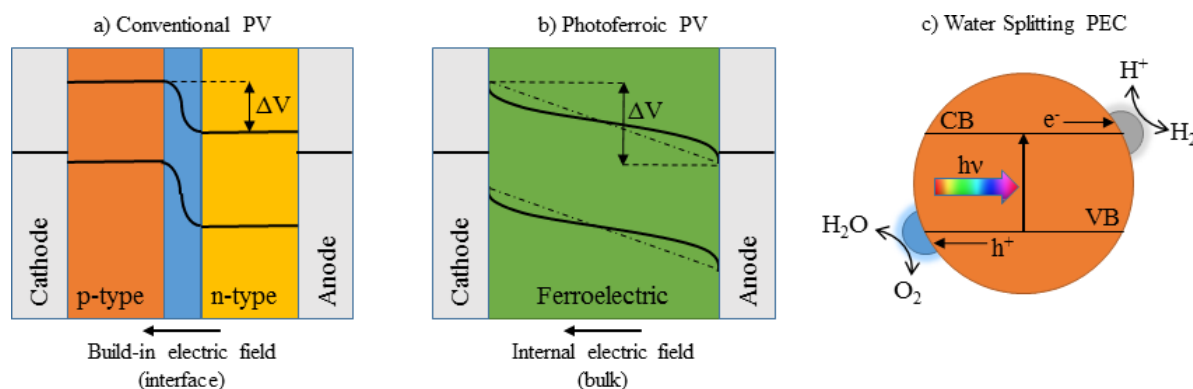 a) Conventional PV
ΔV
Cathode
p-type
n-type
Anode
Build-in electric field
(interface)
b) Photoferroic PV
ΔV
Cathode
Ferroelectric
Anode
Internal electric field
(bulk)
c) Water Splitting PEC
H⁺
H₂
CB
e⁻
hν
VB
h⁺
H₂O
O₂